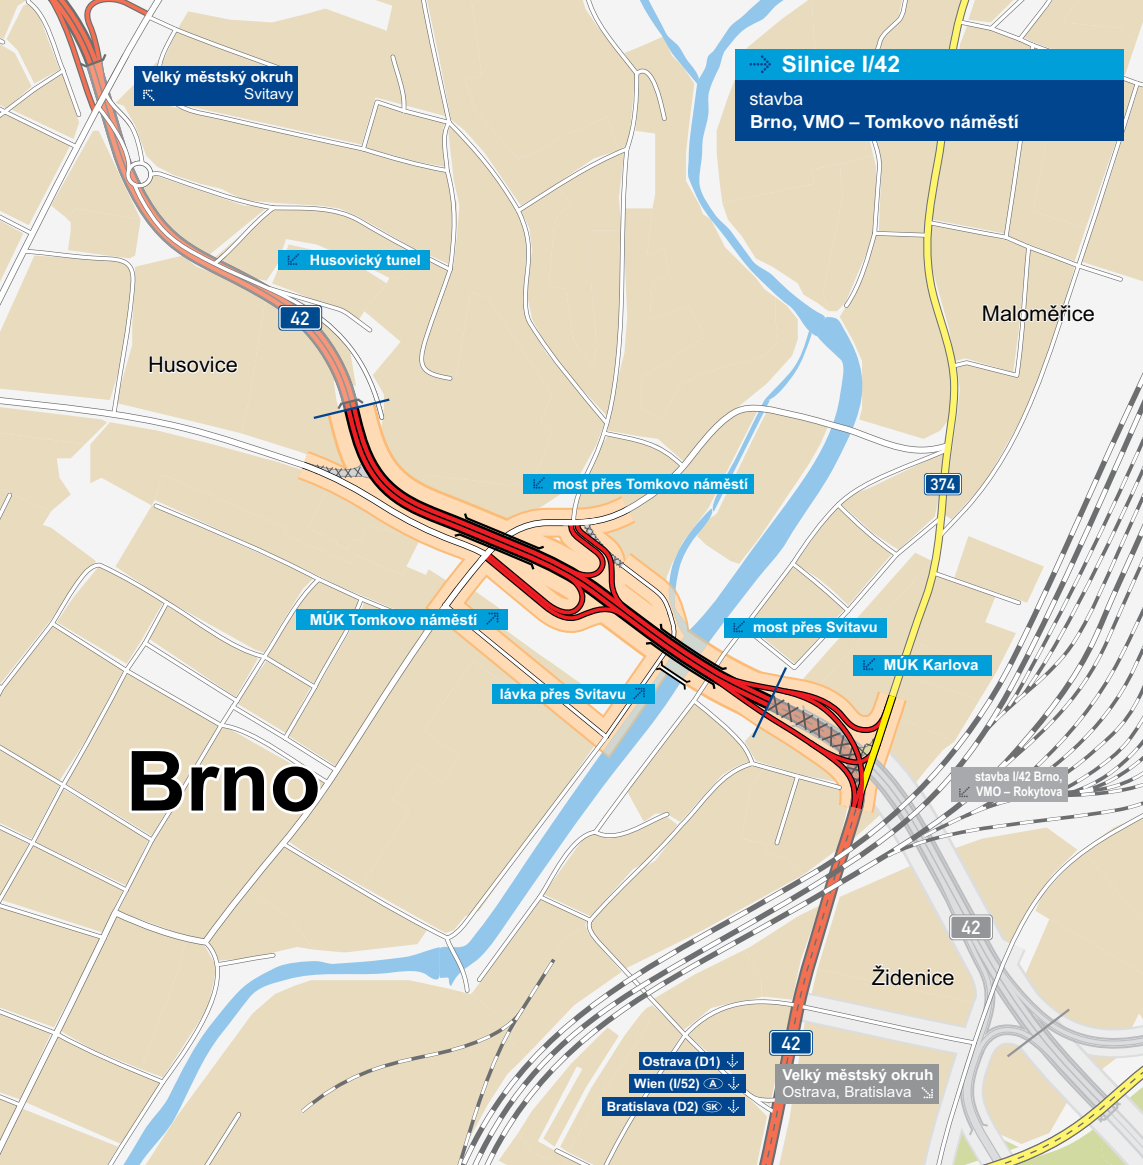 Silnice I/42
stavba
Brno, VMO – Tomkovo náměstí
Velký městský okruh
Svitavy
Husovický tunel
42
Husovice
Maloměřice
most přes Tomkovo náměstí
374
MÚK Tomkovo náměstí
most přes Svitavu
MÚK Karlova
lávka přes Svitavu
Brno
stavba I/42 Brno,
VMO – Rokytova
42
Židenice
42
Ostrava (D1)
Wien (I/52) A
Bratislava (D2) SK
Velký městský okruh
Ostrava, Bratislava